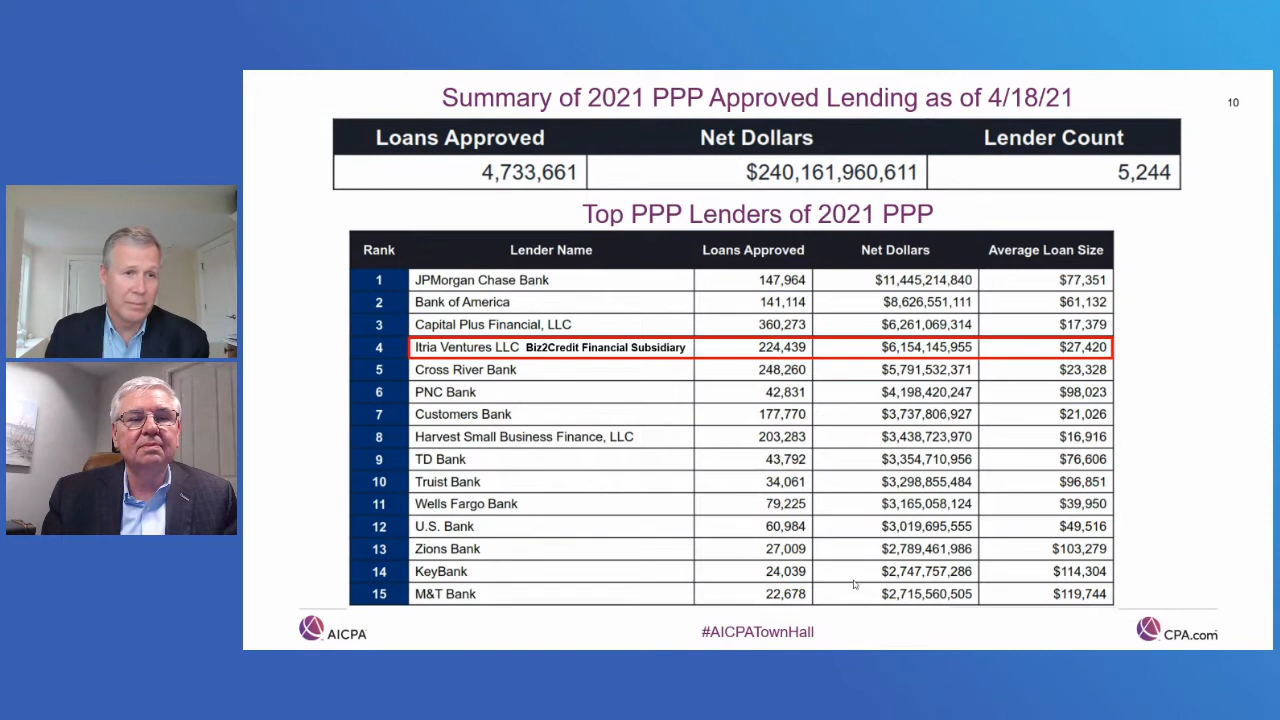 Summary of 2021 PPP Approved Lending as of 4/18/21
10
Loans Approved Net Dollars Lender Count
4,733,661 $240,161,960,611 5,244
Top PPP Lenders of 2021 PPP
Rank Lender Name Loans Approved Net Dollars Average Loan Size
1 JPMorgan Chase Bank 147,964 $11,445,214,840 $77,351
2 Bank of America 141,114 $8,626,551,111 $61,132
3 Capital Plus Financial, LLC 360,273 $6,261,069,314 $17,379
4 Itria Ventures LLC Biz2Credit Financial Subsidiary 224,439 $6,154,145,955 $27,420
5 Cross River Bank 248,260 $5,791,532,371 $23,328
6 PNC Bank 42,831 $4,198,420,247 $98,023
7 Customers Bank 177,770 $3,737,806,927 $21,026
8 Harvest Small Business Finance, LLC 203,283 $3,438,723,970 $16,916
9 TD Bank 43,792 $3,354,710,956 $76,606
10 Truist Bank 34,061 $3,298,855,484 $96,851
11 Wells Fargo Bank 79,225 $3,165,058,124 $39,950
12 U.S. Bank 60,984 $3,019,695,555 $49,516
13 Zions Bank 27,009 $2,789,461,986 $103,279
14 KeyBank 24,039 $2,747,757,286 $114,304
15 M&T Bank 22,678 $2,715,560,505 $119,744
AICPA #AICPATownHall CPA.com